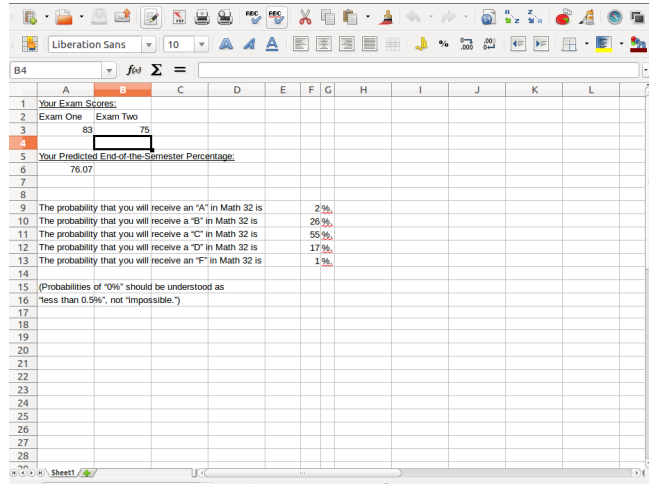 Liberation Sans 10
B4
A B C D E F G H I J K L
1 Your Exam Scores:
2 Exam One Exam Two
3 83 75
4
5 Your Predicted End-of-the-Semester Percentage:
6 76.07
7
8
9 The probability that you will receive an “A” in Math 32 is 2 %.
10 The probability that you will receive a “B” in Math 32 is 26 %.
11 The probability that you will receive a “C” in Math 32 is 55 %.
12 The probability that you will receive a “D” in Math 32 is 17 %.
13 The probability that you will receive an “F” in Math 32 is 1 %.
14
15 (Probabilities of “0%” should be understood as
16 “less than 0.5%”, not “impossible.”)
17
18
19
20
21
22
23
24
25
26
27
28
Sheet1